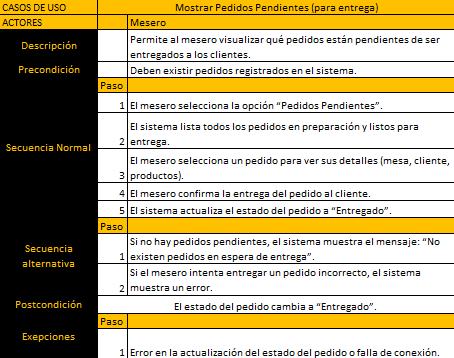 CASOS DE USO Mostrar Pedidos Pendientes (para entrega)
ACTORES Mesero
Descripción Permite al mesero visualizar qué pedidos están pendientes de ser
entregados a los clientes.
Precondición Deben existir pedidos registrados en el sistema.
Secuencia Normal
Paso
1 El mesero selecciona la opción “Pedidos Pendientes”.
2 El sistema lista todos los pedidos en preparación y listos para
entrega.
3 El mesero selecciona un pedido para ver sus detalles (mesa, cliente,
productos).
4 El mesero confirma la entrega del pedido al cliente.
5 El sistema actualiza el estado del pedido a “Entregado”.
Secuencia
alternativa
Paso
1 Si no hay pedidos pendientes, el sistema muestra el mensaje: “No
existen pedidos en espera de entrega”.
2 Si el mesero intenta entregar un pedido incorrecto, el sistema
muestra un error.
Postcondición El estado del pedido cambia a “Entregado”.
Exepciones
Paso
1 Error en la actualización del estado del pedido o falla de conexión.